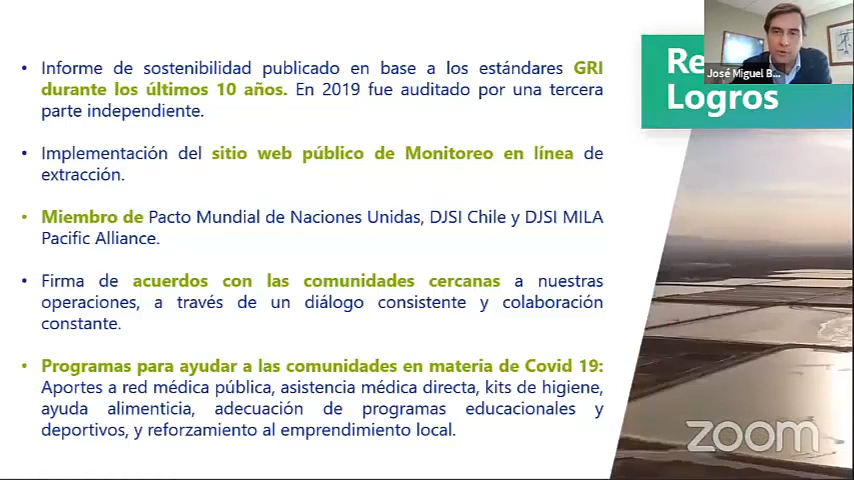 • Informe de sostenibilidad publicado en base a los estándares GRI
durante los últimos 10 años. En 2019 fue auditado por una tercera
parte independiente.
• Implementación del sitio web público de Monitoreo en línea de
extracción.
• Miembro de Pacto Mundial de Naciones Unidas, DJSI Chile y DJSI MILA
Pacific Alliance.
• Firma de acuerdos con las comunidades cercanas a nuestras
operaciones, a través de un diálogo consistente y colaboración
constante.
• Programas para ayudar a las comunidades en materia de Covid 19:
Aportes a red médica pública, asistencia médica directa, kits de higiene,
ayuda alimenticia, adecuación de programas educacionales y
deportivos, y reforzamiento al emprendimiento local.
Logros
José Miguel B...
zoom